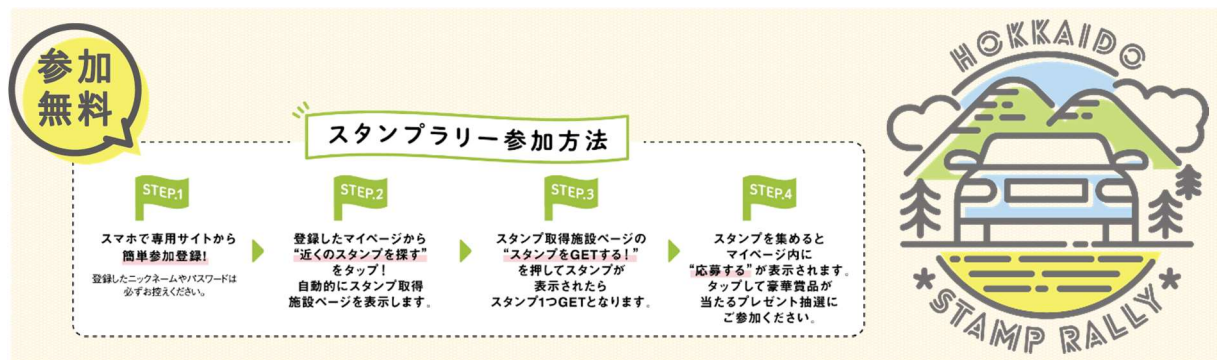 参加
無料
スタンプラリー参加方法
STEP.1
スマホで専用サイトから
簡単参加登録!
登録したニックネームやパスワードは
必ずお控えください。
STEP.2
登録したマイページから
“近くのスタンプを探す”
をタップ!
自動的にスタンプ取得
施設ページを表示します。
STEP.3
スタンプ取得施設ページの
“スタンプをGETする!”
を押してスタンプが
表示されたら
スタンプ1つGETとなります。
STEP.4
スタンプを集めると
マイページ内に
“応募する”が表示されます。
タップして豪華賞品が
当たるプレゼント抽選に
ご参加ください。
HOKKAIDO
STAMP RALLY